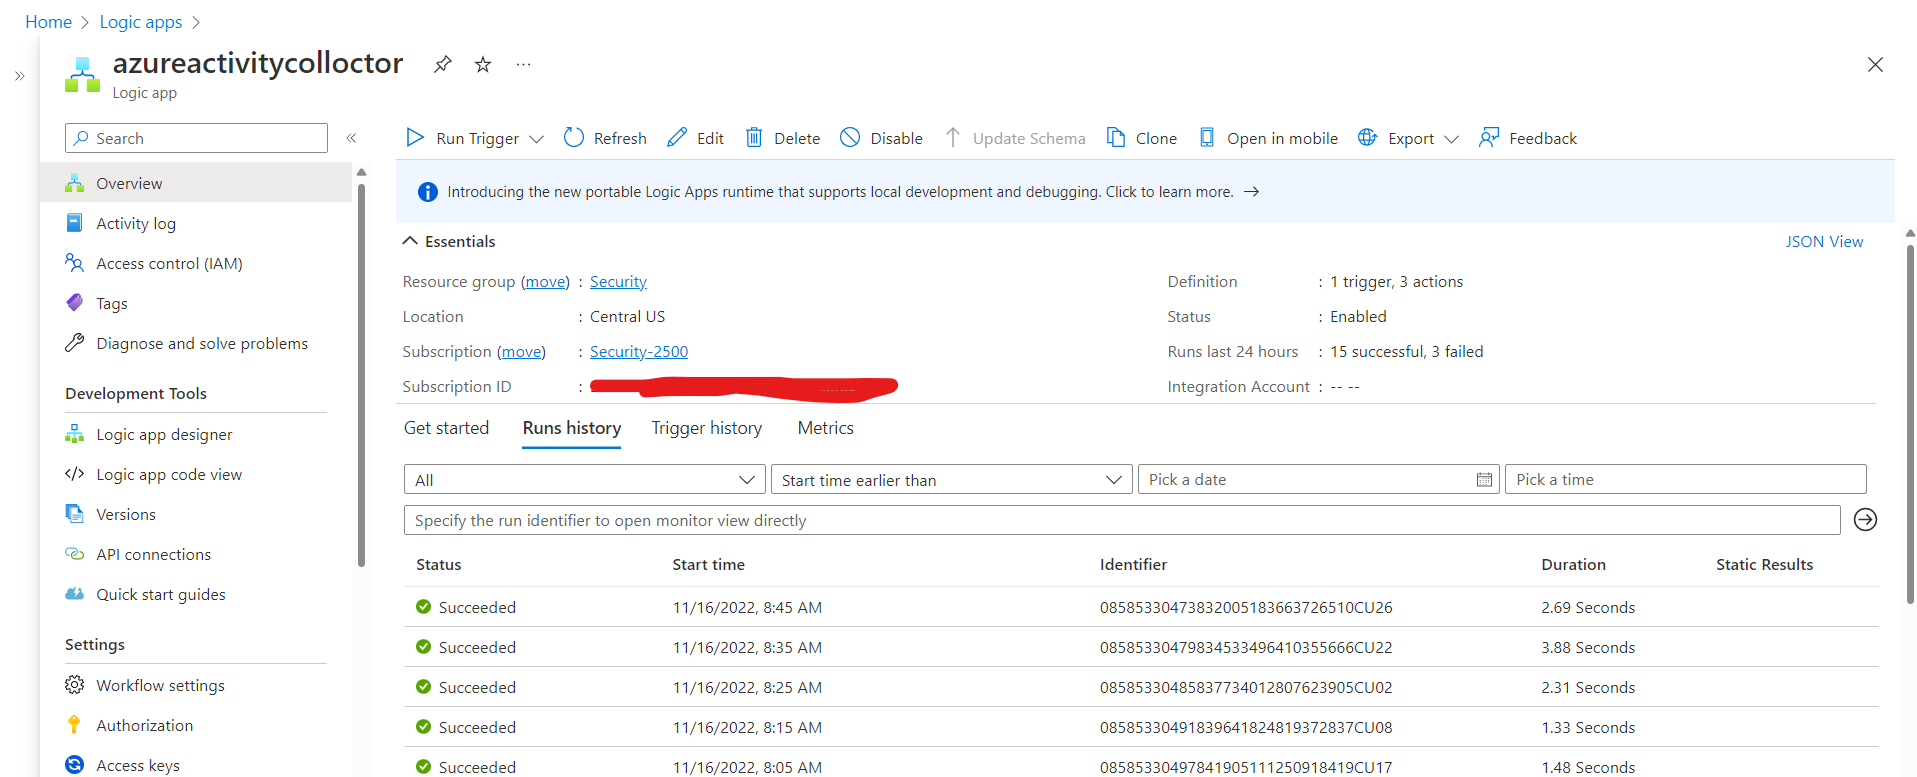 Home > Logic apps >
azureactivitycolloctor
Logic app
Search
Overview
Activity log
Access control (IAM)
Tags
Diagnose and solve problems
Development Tools
Logic app designer
Logic app code view
Versions
API connections
Quick start guides
Settings
Workflow settings
Authorization
Access keys
Run Trigger Refresh Edit Delete Disable Update Schema Clone Open in mobile Export Feedback
Introducing the new portable Logic Apps runtime that supports local development and debugging. Click to learn more. →
Essentials JSON View
Resource group (move) : Security
Location : Central US
Subscription (move) : Security-2500
Subscription ID :
Definition : 1 trigger, 3 actions
Status : Enabled
Runs last 24 hours : 15 successful, 3 failed
Integration Account : -- --
Get started Runs history Trigger history Metrics
All Start time earlier than Pick a date Pick a time
Specify the run identifier to open monitor view directly
Status Start time Identifier Duration Static Results
Succeeded 11/16/2022, 8:45 AM 08585330473832005183663726510CU26 2.69 Seconds
Succeeded 11/16/2022, 8:35 AM 08585330479834533496410355666CU22 3.88 Seconds
Succeeded 11/16/2022, 8:25 AM 08585330485837734012807623905CU02 2.31 Seconds
Succeeded 11/16/2022, 8:15 AM 08585330491839641824819372837CU08 1.33 Seconds
Succeeded 11/16/2022, 8:05 AM 08585330497841905111250918419CU17 1.48 Seconds